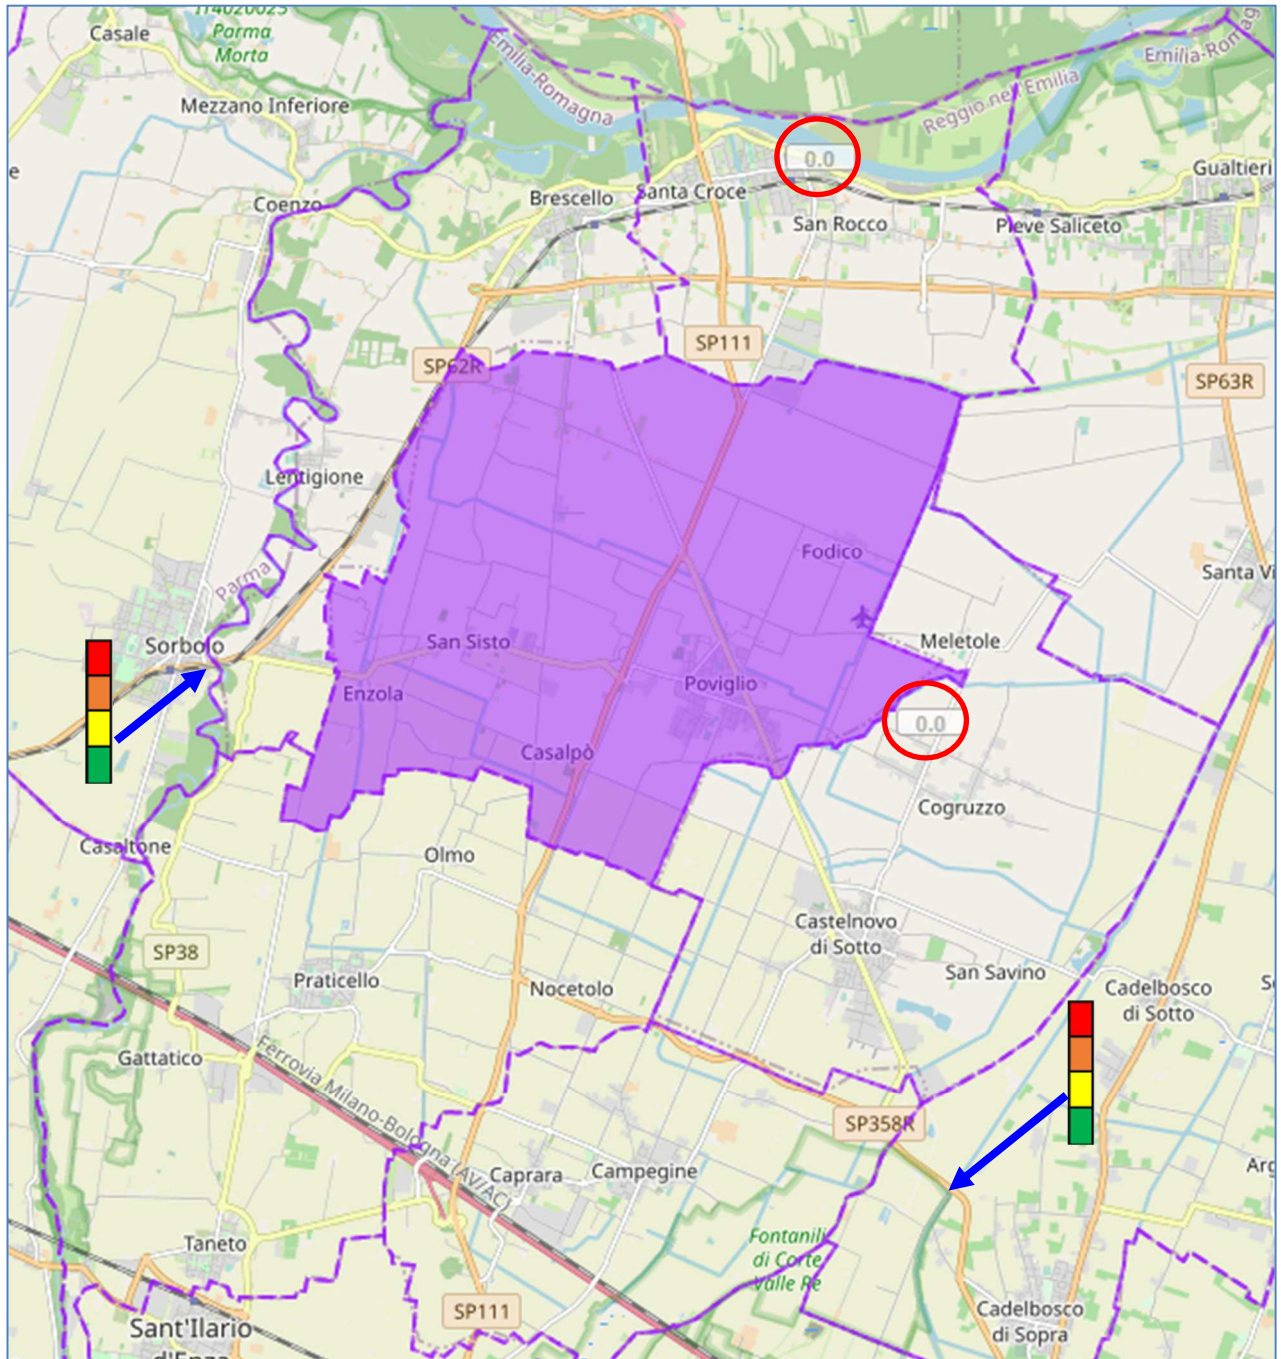 IT4020025
Parma
Morta
Casale
Mezzano Inferiore
Emilia-Romagna
Emilia-Romag
Reggio nell'Emilia
0.0
Gualtieri
e
Coenzo
Brescello
Santa Croce
San Rocco
Pieve Saliceto
SP62R
SP111
SP63R
Lentigione
Fodico
Parma
Santa Vi
Sorbolo
San Sisto
Meletole
Enzola
Poviglio
0.0
Casalpò
Cogruzzo
Casaltone
Olmo
Castelnovo
di Sotto
SP38
Praticello
Nocetolo
San Savino
Cadelbosco
di Sotto
Gattatico
Ferrovia Milano-Bologna (AV/AC)
SP358R
Caprara
Campegine
Taneto
Fontanili
di Corte
Valle Re
SP111
Cadelbosco
di Sopra
Sant'Ilario
d'Enza